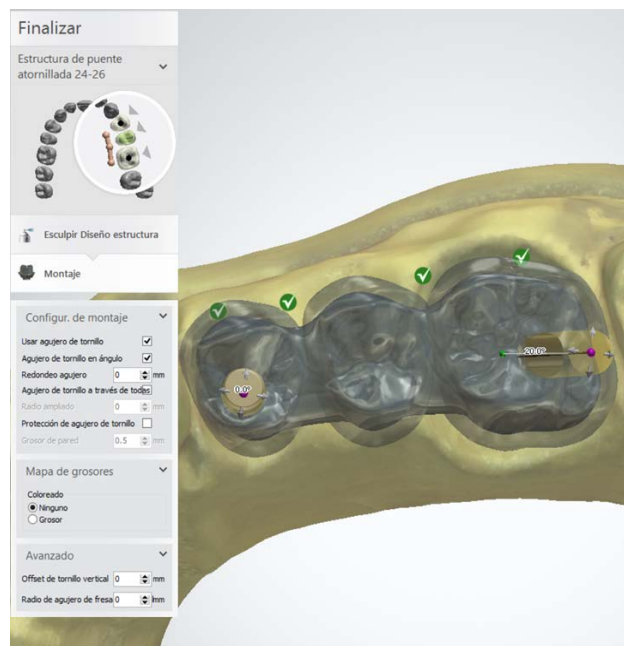 Finalizar
Estructura de puente
atornillada 24-26
Esculpir Diseño estructura
Montaje
Configur. de montaje
Usar agujero de tornillo
Agujero de tornillo en ángulo
Redondeo agujero 0 mm
Agujero de tornillo a través de todas
Radio ampliado 0 mm
Protección de agujero de tornillo
Grosor de pared 0.5 mm
Mapa de grosores
Coloreado
Ninguno
Grosor
Avanzado
Offset de tornillo vertical 0 mm
Radio de agujero de fresa 0 mm
0.0°
20.0°